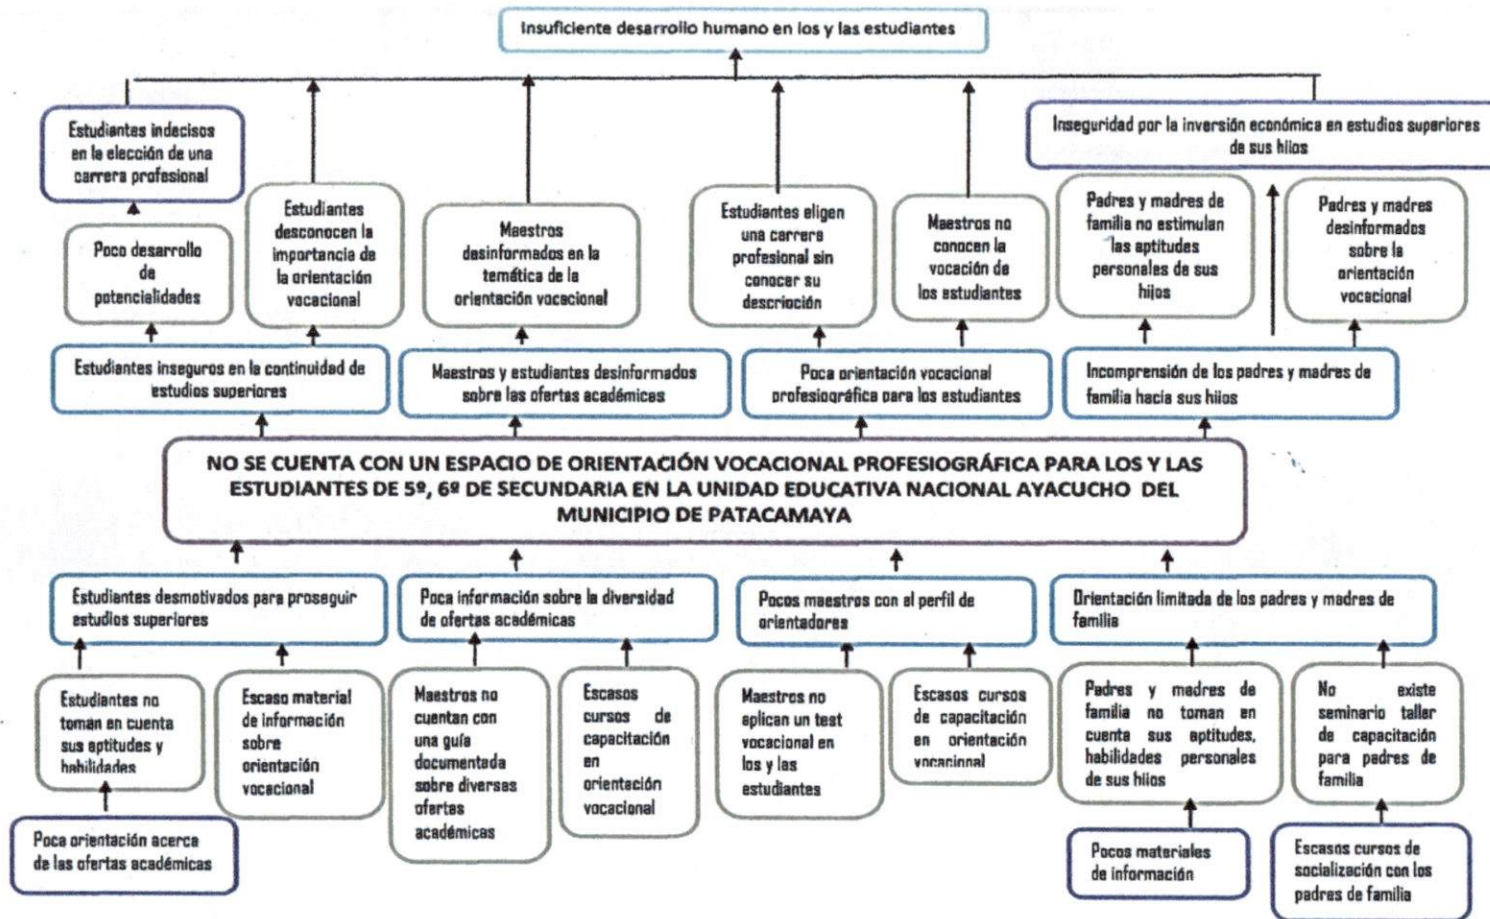 Insuficiente desarrollo humano en los y las estudiantes
Estudiantes indecisos
en la elección de una
carrera profesional
Inseguridad por la inversión económica en estudios superiores
de sus hijos
Poco desarrollo
de
potencialidades
Estudiantes
desconocen la
importancia de
la orientación
vocacional
Maestros
desinformados en la
temática de la
orientación vocacional
Estudiantes eligen
una carrera
profesional sin
conocer su
descripción
Maestros no
conocen la
vocación de
los estudiantes
Padres y madres de
familia no estimulan
las aptitudes
personales de sus
hijos
Padres y madres
desinformados
sobre la
orientación
vocacional
Estudiantes inseguros en la continuidad de
estudios superiores
Maestros y estudiantes desinformados
sobre las ofertas académicas
Poca orientación vocacional
profesiográfica para los estudiantes
Incomprensión de los padres y madres de
familia hacia sus hijos
NO SE CUENTA CON UN ESPACIO DE ORIENTACIÓN VOCACIONAL PROFESIOGRÁFICA PARA LOS Y LAS
ESTUDIANTES DE 5º, 6º DE SECUNDARIA EN LA UNIDAD EDUCATIVA NACIONAL AYACUCHO DEL
MUNICIPIO DE PATACAMAYA
Estudiantes desmotivados para proseguir
estudios superiores
Poca información sobre la diversidad
de ofertas académicas
Pocos maestros con el perfil de
orientadores
Orientación limitada de los padres y madres de
familia
Estudiantes no
toman en cuenta
sus aptitudes y
habilidades
Escaso material
de información
sobre
orientación
vocacional
Maestros no
cuentan con
una guía
documentada
sobre diversas
ofertas
académicas
Escasos
cursos de
capacitación
en
orientación
vocacional
Maestros no
aplican un test
vocacional en
los y las
estudiantes
Escasos cursos
de capacitación
en orientación
vocacional
Padres y madres de
familia no toman en
cuenta sus aptitudes,
habilidades personales
de sus hijos
No existe
seminario taller
de capacitación
para padres de
familia
Poca orientación acerca
de las ofertas académicas
Pocos materiales
de información
Escasos cursos de
socialización con los
padres de familia